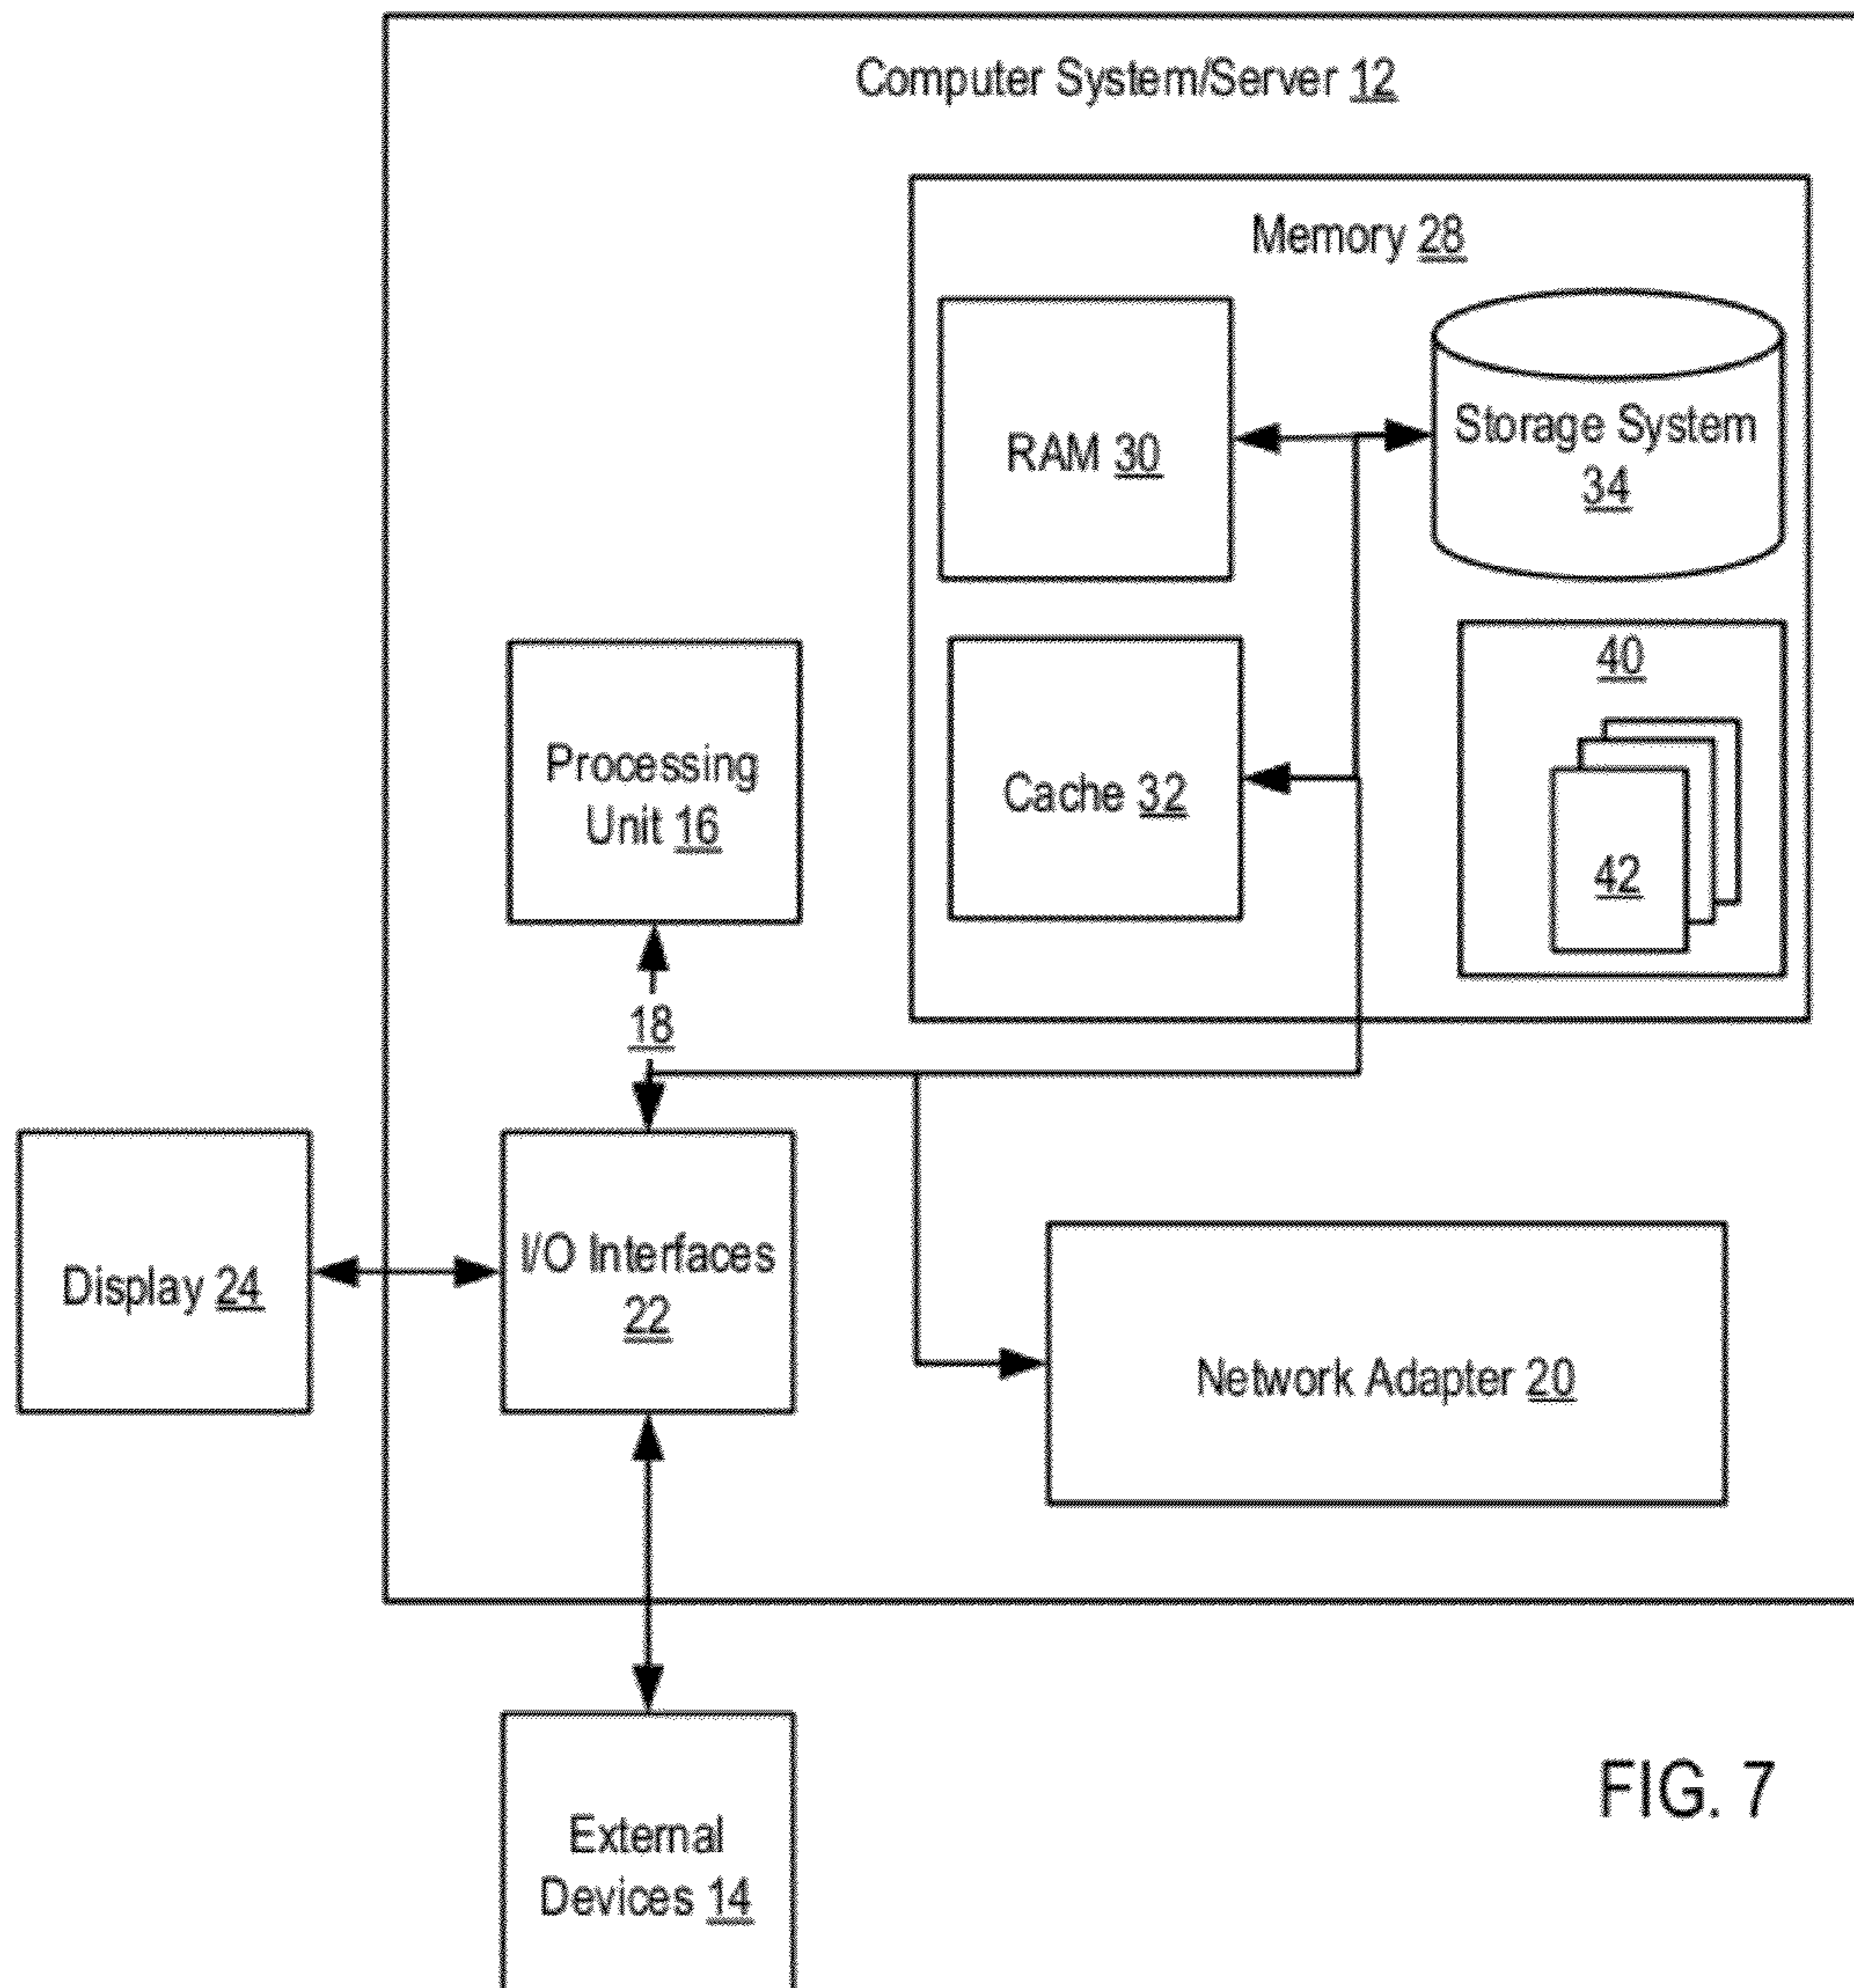 Computer System/Server 12
Memory 28
RAM 30
Storage System
34
Cache 32
40
42
Processing
Unit 16
18
Display 24
I/O Interfaces
22
Network Adapter 20
External
Devices 14
FIG. 7